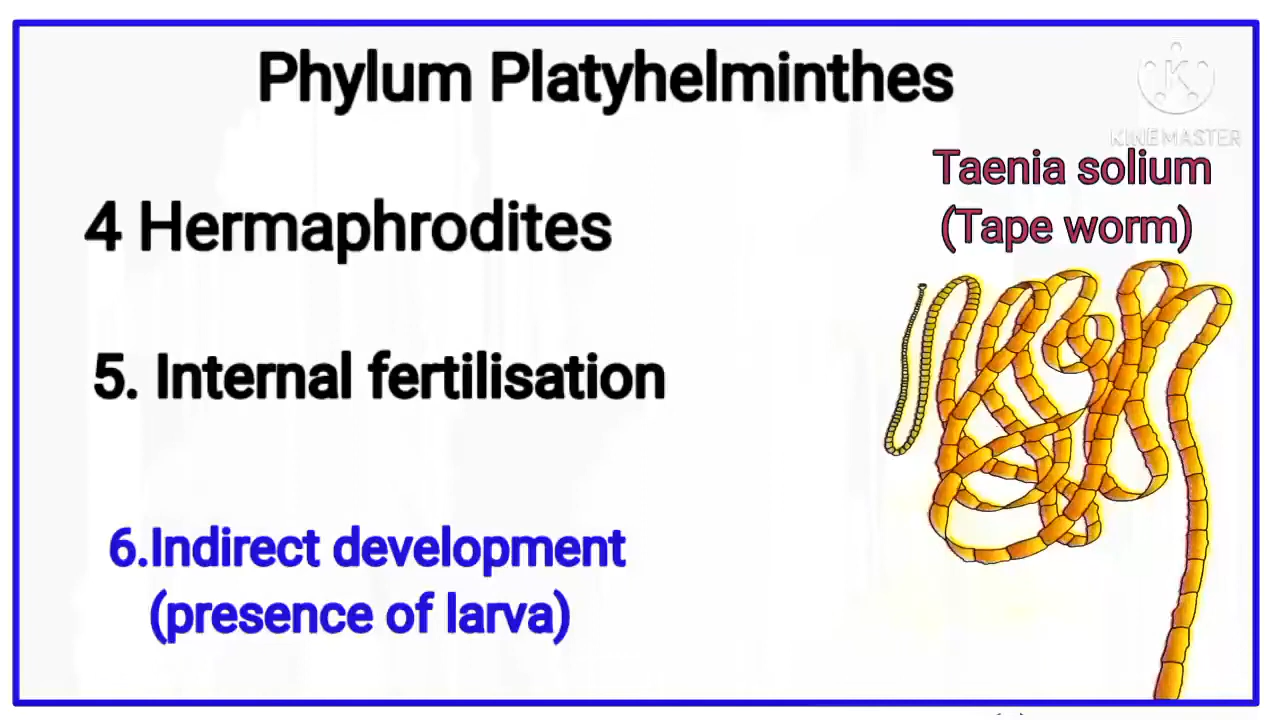 Phylum Platyhelminthes
K
KINEMASTER
Taenia solium
(Tape worm)
4 Hermaphrodites
5. Internal fertilisation
6.Indirect development
(presence of larva)